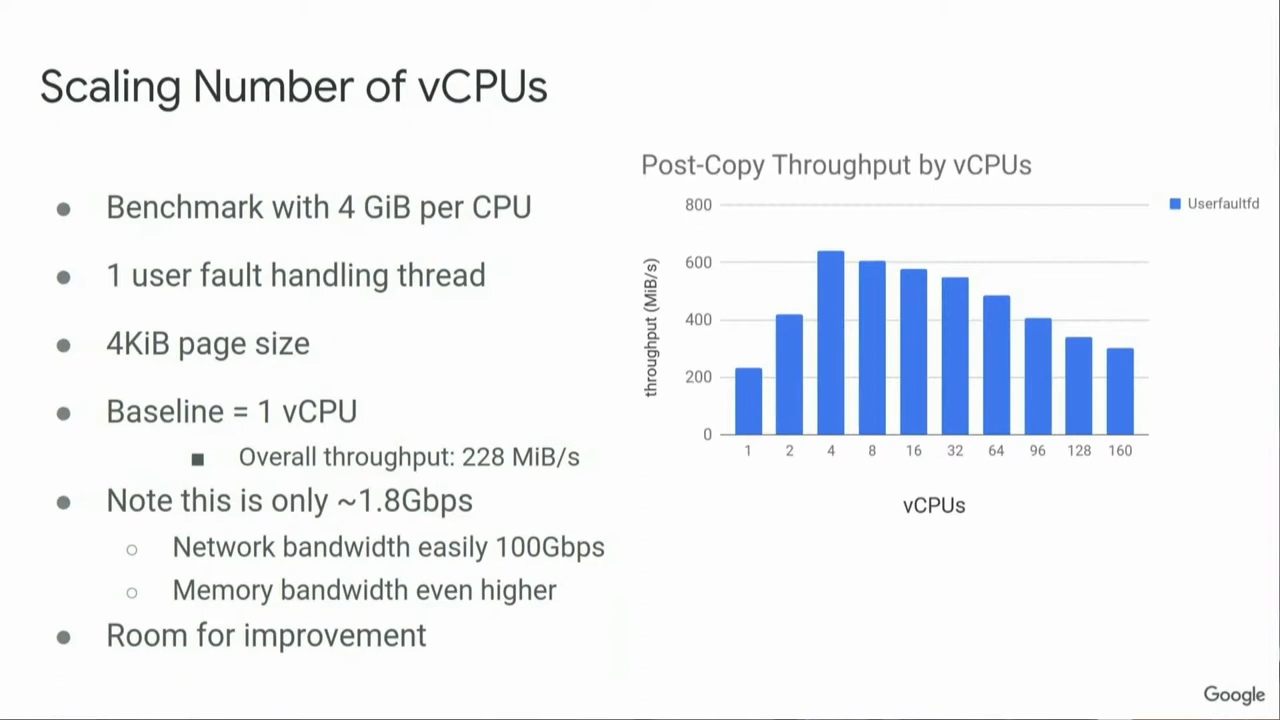 Scaling Number of vCPUs
Benchmark with 4 GiB per CPU
1 user fault handling thread
4KiB page size
Baseline = 1 vCPU
Overall throughput: 228 MiB/s
Note this is only ~1.8Gbps
Network bandwidth easily 100Gbps
Memory bandwidth even higher
Room for improvement
Post-Copy Throughput by vCPUs
Userfaultfd
throughput (MiB/s)
800
600
400
200
0
1 2 4 8 16 32 64 96 128 160
vCPUs
Google